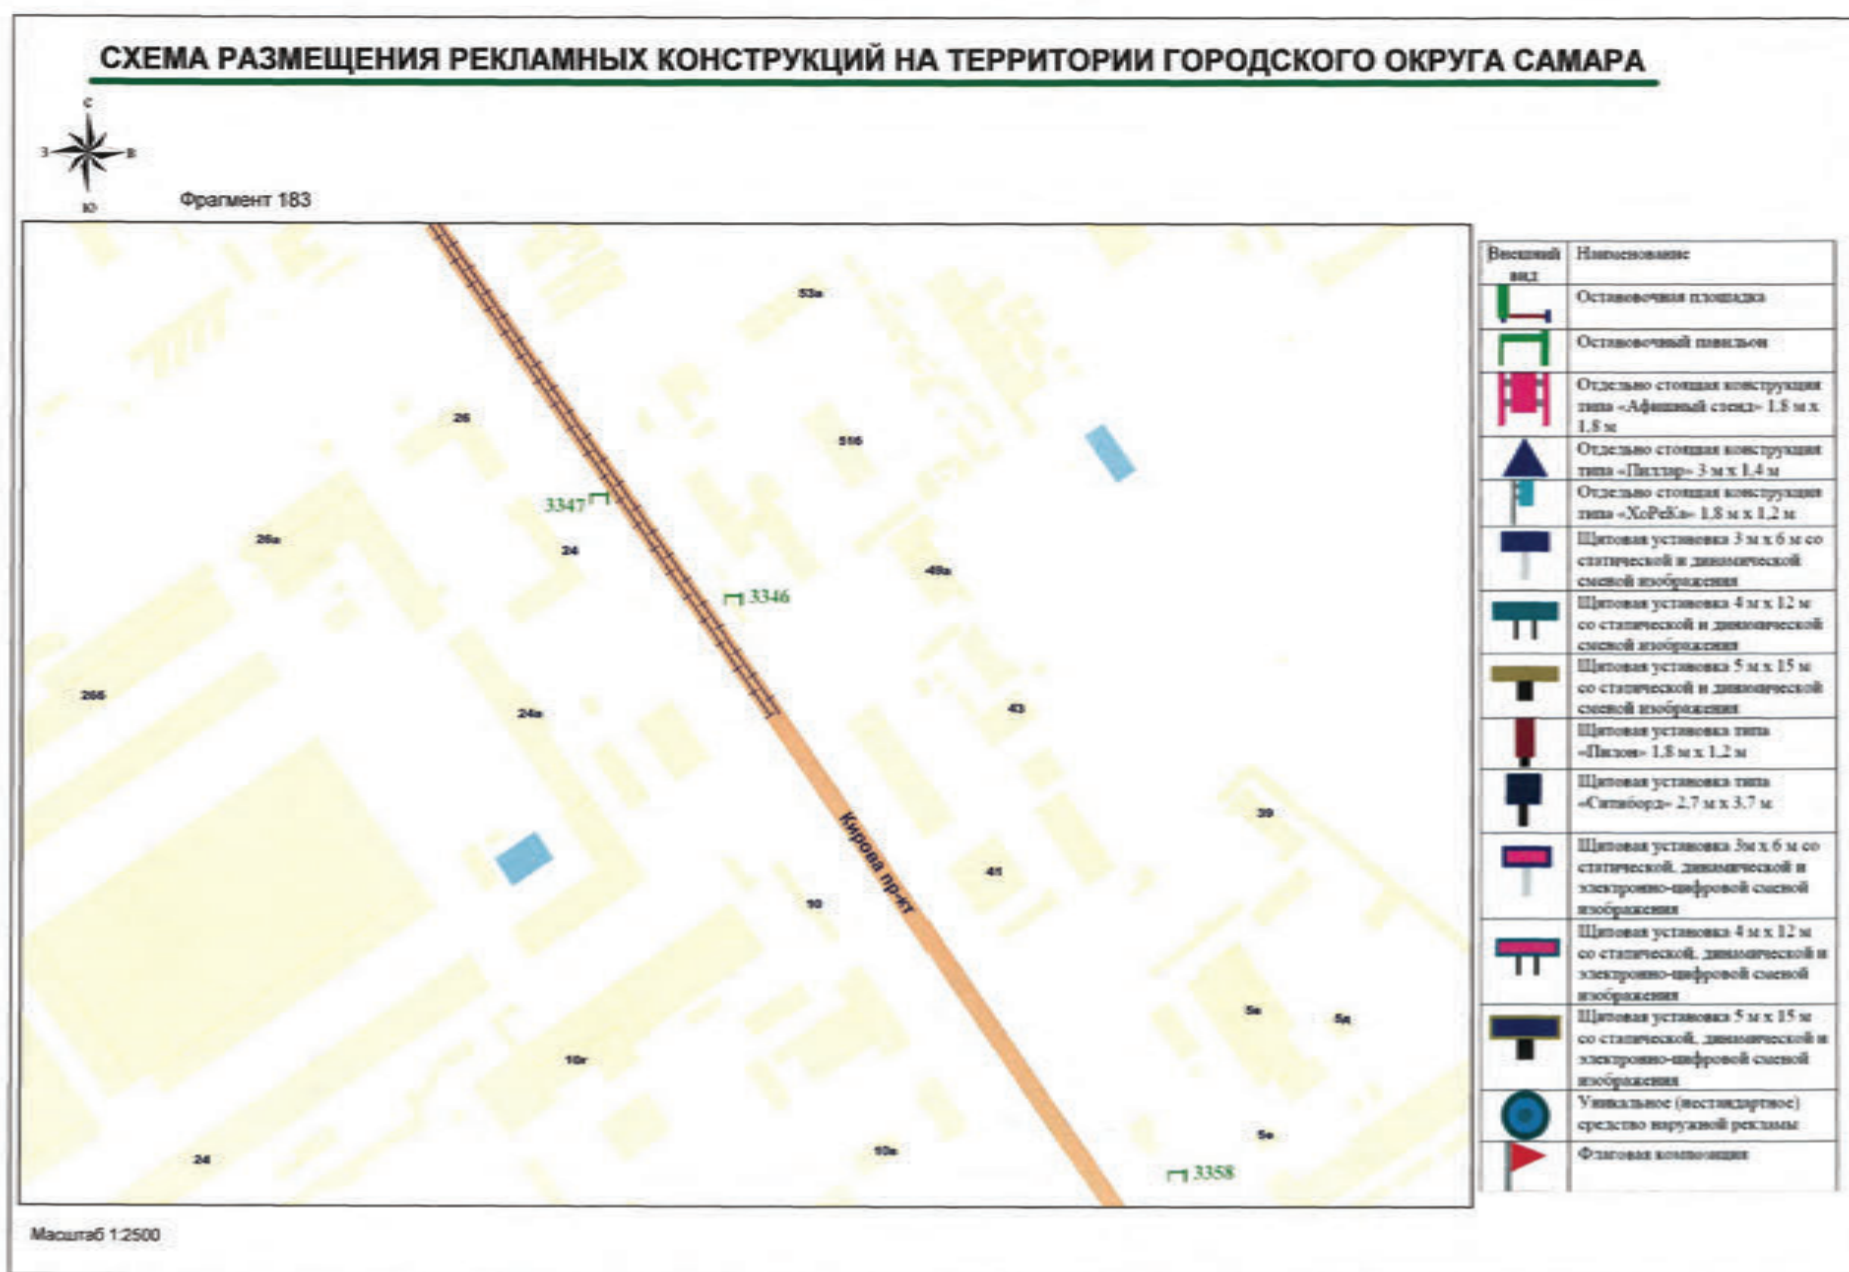 СХЕМА РАЗМЕЩЕНИЯ РЕКЛАМНЫХ КОНСТРУКЦИЙ НА ТЕРРИТОРИИ ГОРОДСКОГО ОКРУГА САМАРА
С
З
В
Ю
Фрагмент 183
53а
26
51б
3347
26а
24
49а
3346
26б
24а
43
39
Кирова пр-кт
41
10
5д
10г
24
3358
Масштаб 1:2500
Внешний вид
Наименование
Остановочная площадка
Остановочный павильон
Отдельно стоящая конструкция
типа «Афишный стенд» 1,8 м х
1,8 м
Отдельно стоящая конструкция
типа «Пиллар» 3 м х 1,4 м
Отдельно стоящая конструкция
типа «ХоРеКа» 1,8 м х 1,2 м
Щитовая установка 3 м х 6 м со
статической и динамической
сменой изображения
Щитовая установка 4 м х 12 м
со статической и динамической
сменой изображения
Щитовая установка 5 м х 15 м
со статической и динамической
сменой изображения
Щитовая установка типа
«Пилон» 1,8 м х 1,2 м
Щитовая установка типа
«Ситиборд» 2,7 м х 3,7 м
Щитовая установка 3м х 6 м со
статической, динамической и
электронно-цифровой сменой
изображения
Щитовая установка 4 м х 12 м
со статической, динамической и
электронно-цифровой сменой
изображения
Щитовая установка 5 м х 15 м
со статической, динамической и
электронно-цифровой сменой
изображения
Уникальное (нестандартное)
средство наружной рекламы
Флаговая композиция